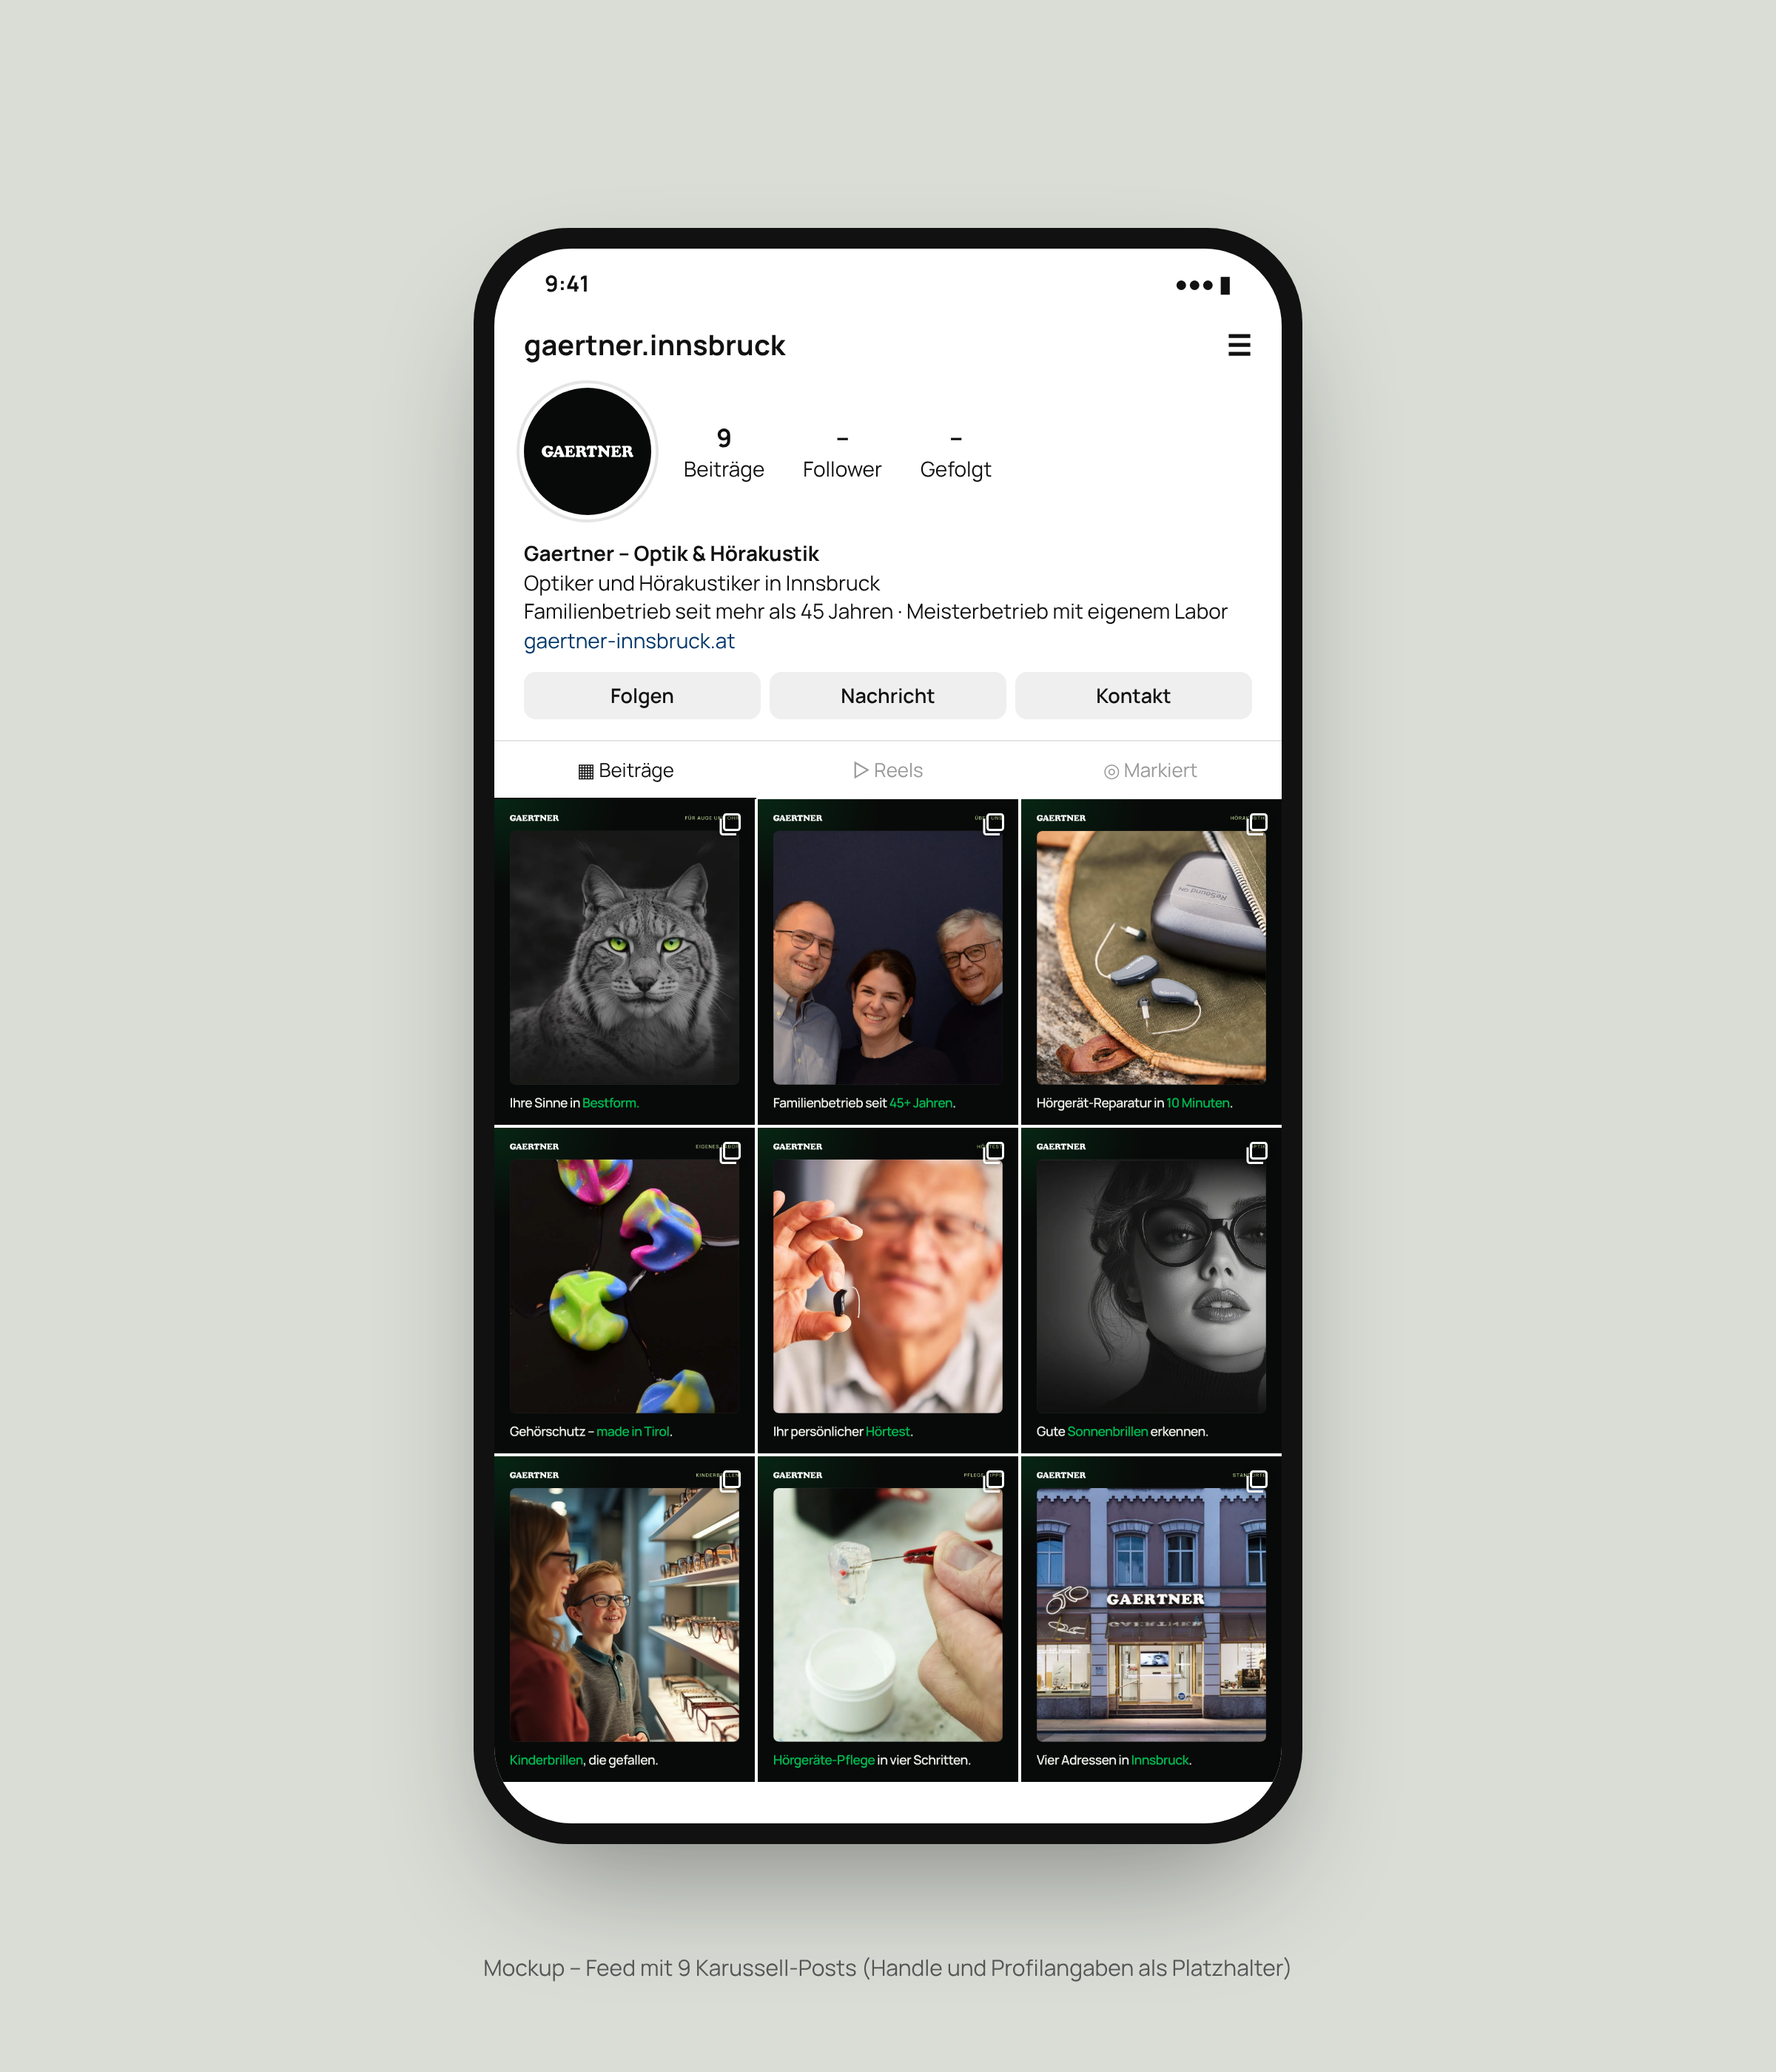 9:41
gaertner.innsbruck
GAERTNER
9 – –
Beiträge Follower Gefolgt
Gaertner – Optik & Hörakustik
Optiker und Hörakustiker in Innsbruck
Familienbetrieb seit mehr als 45 Jahren · Meisterbetrieb mit eigenem Labor
gaertner-innsbruck.at
Folgen Nachricht Kontakt
Beiträge Reels Markiert
GAERTNER FÜR AUGE
Ihre Sinne in Bestform.
GAERTNER
Familienbetrieb seit 45+ Jahren.
GAERTNER
ReSound
Hörgerät-Reparatur in 10 Minuten.
GAERTNER EIGENES
Gehörschutz – made in Tirol.
GAERTNER
Ihr persönlicher Hörtest.
GAERTNER
Gute Sonnenbrillen erkennen.
GAERTNER
Kinderbrillen, die gefallen.
GAERTNER
Hörgeräte-Pflege in vier Schritten.
GAERTNER
GAERTNER
Vier Adressen in Innsbruck.
Mockup – Feed mit 9 Karussell-Posts (Handle und Profilangaben als Platzhalter)